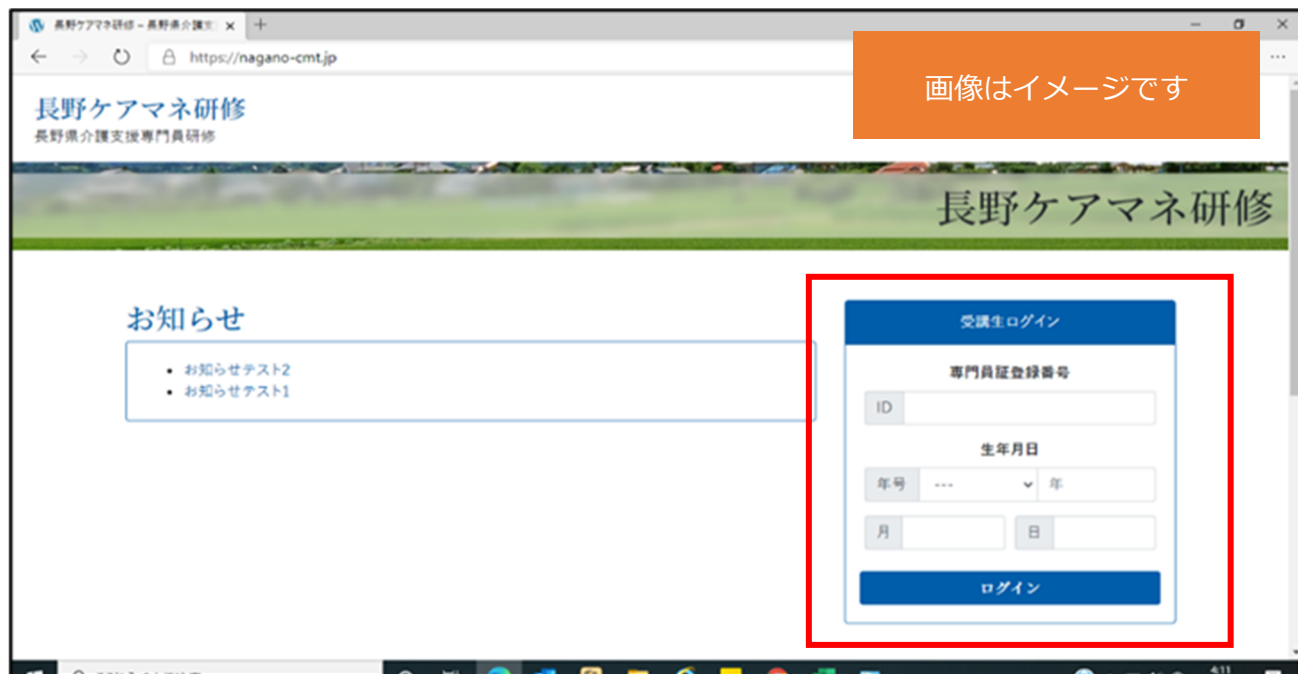 長野ケアマネ研修 – 長野県介護支
https://nagano-cmt.jp
画像はイメージです
長野ケアマネ研修
長野県介護支援専門員研修
長野ケアマネ研修
お知らせ
お知らせテスト2
お知らせテスト1
受講生ログイン
専門員証登録番号
ID
生年月日
年号 --- 年
月 日
ログイン
4:11